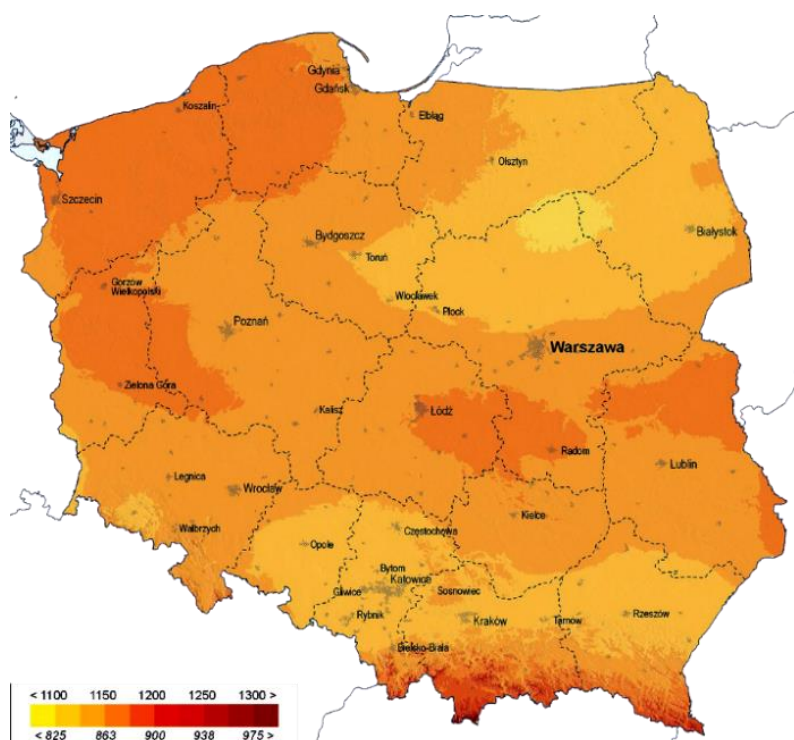 Gdynia
Gdańsk
Koszalin
Elbląg
Olsztyn
Szczecin
Białystok
Bydgoszcz
Toruń
Gorzów
Wielkopolski
Włocławek
Płock
Poznań
Warszawa
Zielona Góra
Kalisz
Łódź
Radom
Lublin
Legnica
Wrocław
Kielce
Wałbrzych
Częstochowa
Opole
Bytom
Katowice
Gliwice
Sosnowiec
Rybnik
Kraków
Tarnów
Rzeszów
Bielsko-Biała
< 1100 1150 1200 1250 1300 >
< 825 863 900 938 975 >